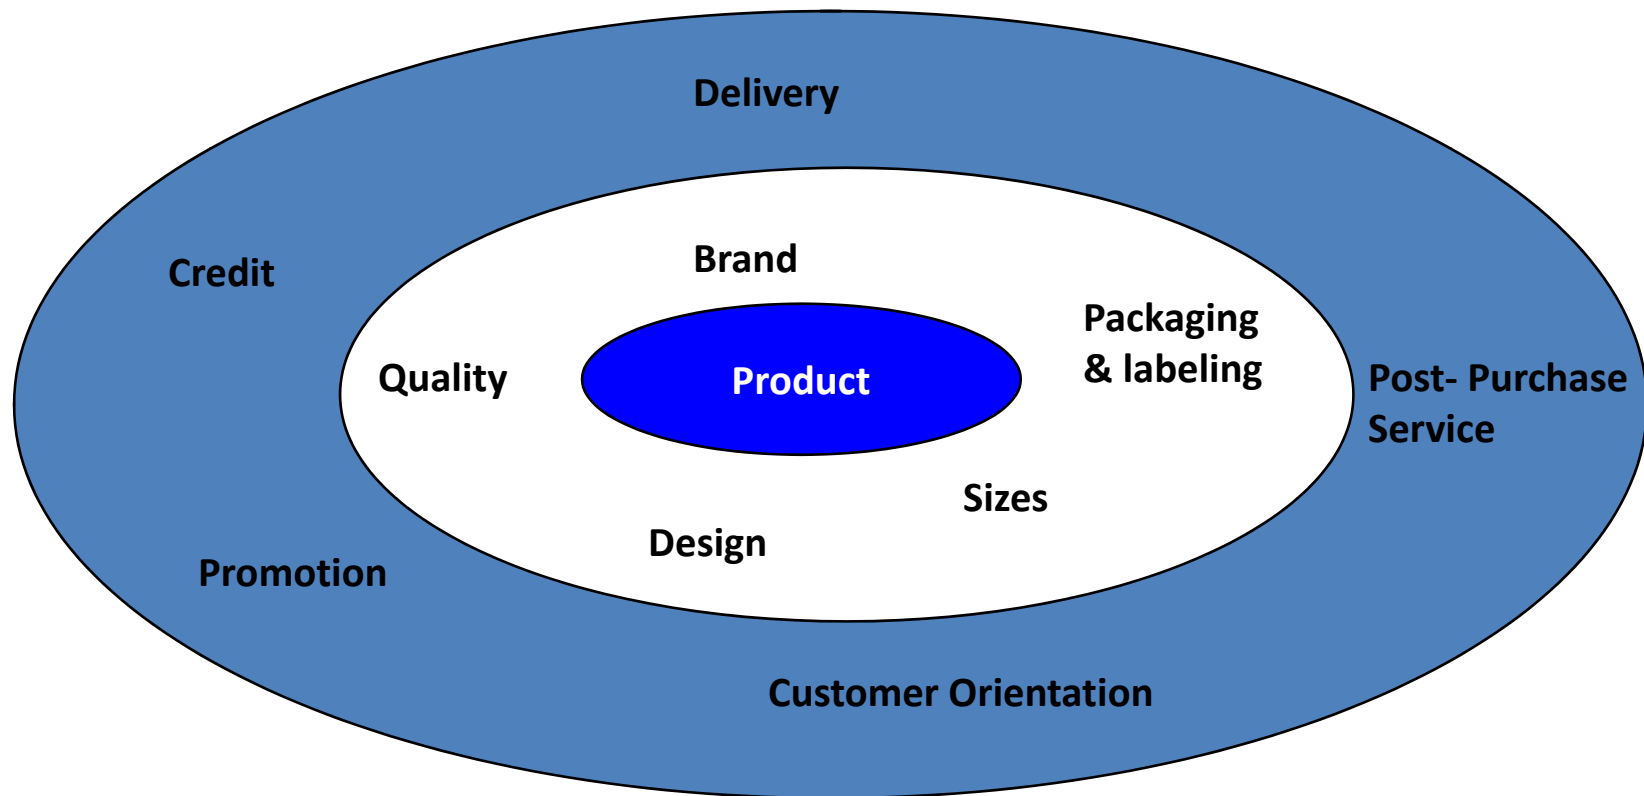 Delivery
Brand
Credit
Packaging
& labeling
Quality
Product
Post- Purchase
Service
Sizes
Design
Promotion
Customer Orientation